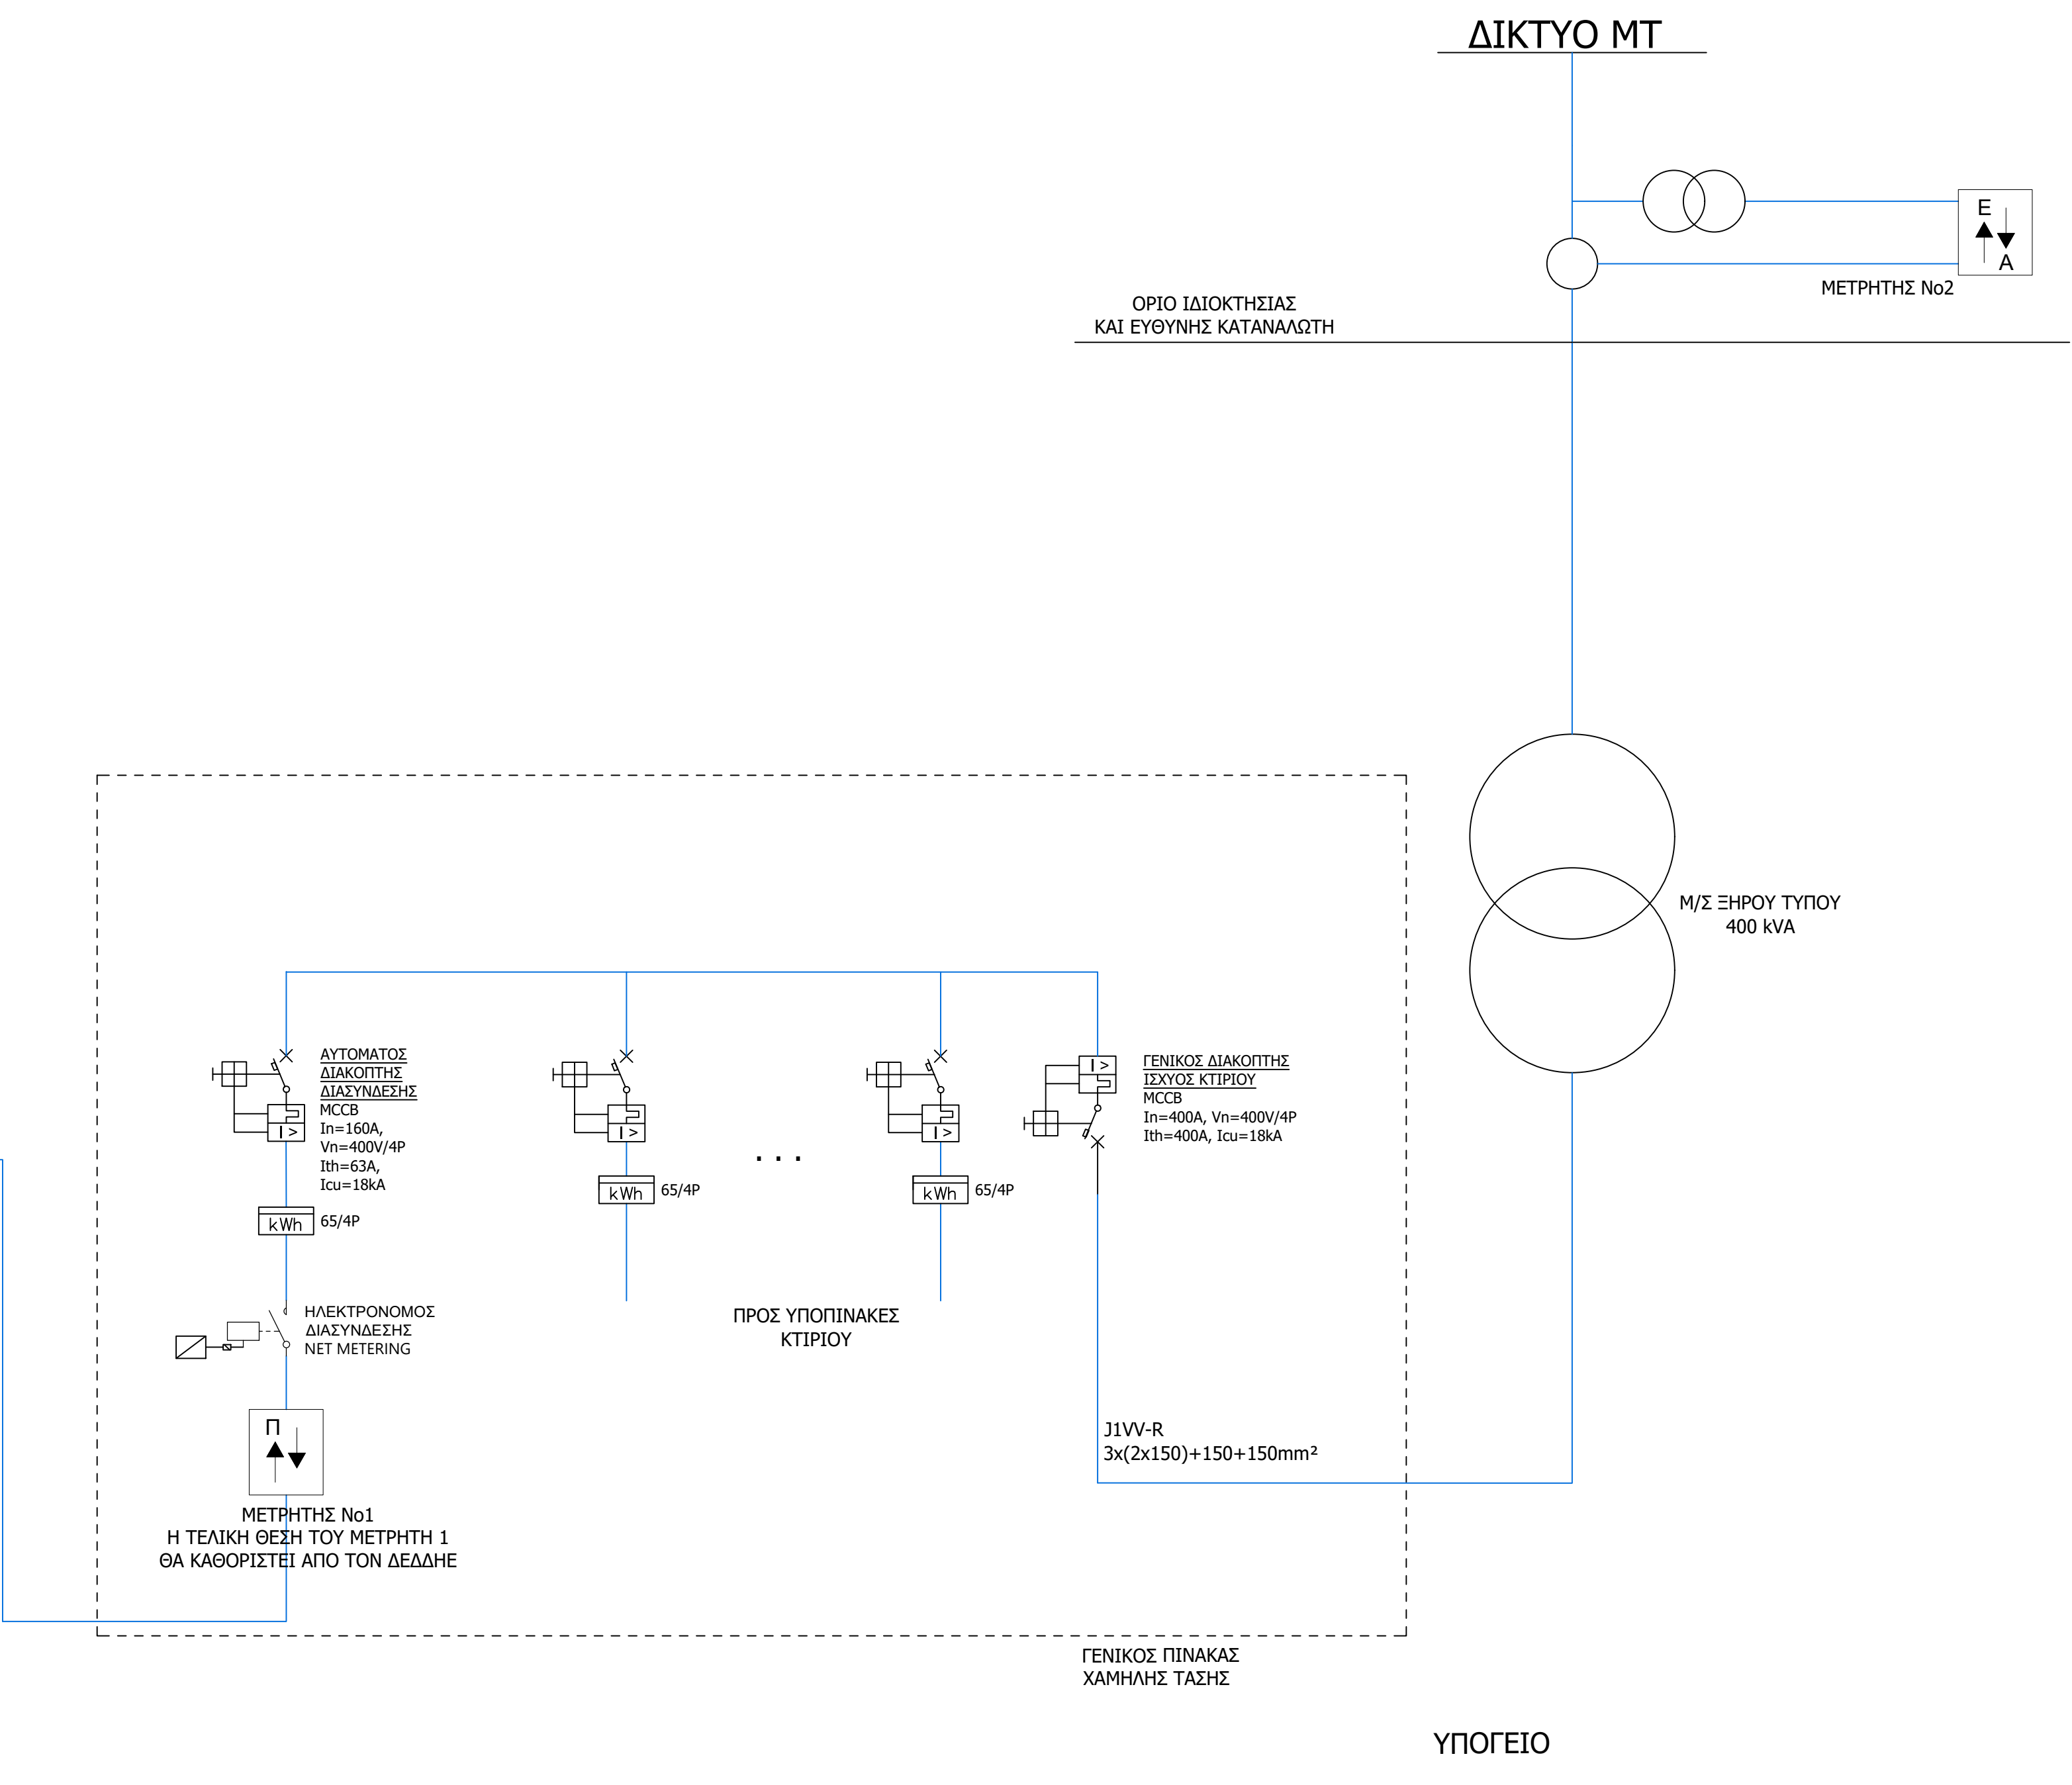 ΔΙΚΤΥΟ ΜΤ
Ε
Α
ΜΕΤΡΗΤΗΣ Νο2
ΟΡΙΟ ΙΔΙΟΚΤΗΣΙΑΣ
ΚΑΙ ΕΥΘΥΝΗΣ ΚΑΤΑΝΑΛΩΤΗ
Μ/Σ ΞΗΡΟΥ ΤΥΠΟΥ
400 kVA
ΑΥΤΟΜΑΤΟΣ
ΔΙΑΚΟΠΤΗΣ
ΔΙΑΣΥΝΔΕΣΗΣ
MCCB
In=160A,
Vn=400V/4P
Ith=63A,
Icu=18kA
I >
kWh
65/4P
ΗΛΕΚΤΡΟΝΟΜΟΣ
ΔΙΑΣΥΝΔΕΣΗΣ
NET METERING
Π
ΜΕΤΡΗΤΗΣ Νο1
Η ΤΕΛΙΚΗ ΘΕΣΗ ΤΟΥ ΜΕΤΡΗΤΗ 1
ΘΑ ΚΑΘΟΡΙΣΤΕΙ ΑΠΟ ΤΟΝ ΔΕΔΔΗΕ
I >
kWh
65/4P
. . .
I >
kWh
65/4P
ΠΡΟΣ ΥΠΟΠΙΝΑΚΕΣ
ΚΤΙΡΙΟΥ
I >
ΓΕΝΙΚΟΣ ΔΙΑΚΟΠΤΗΣ
ΙΣΧΥΟΣ ΚΤΙΡΙΟΥ
MCCB
In=400A, Vn=400V/4P
Ith=400A, Icu=18kA
J1VV-R
3x(2x150)+150+150mm²
ΓΕΝΙΚΟΣ ΠΙΝΑΚΑΣ
ΧΑΜΗΛΗΣ ΤΑΣΗΣ
ΥΠΟΓΕΙΟ